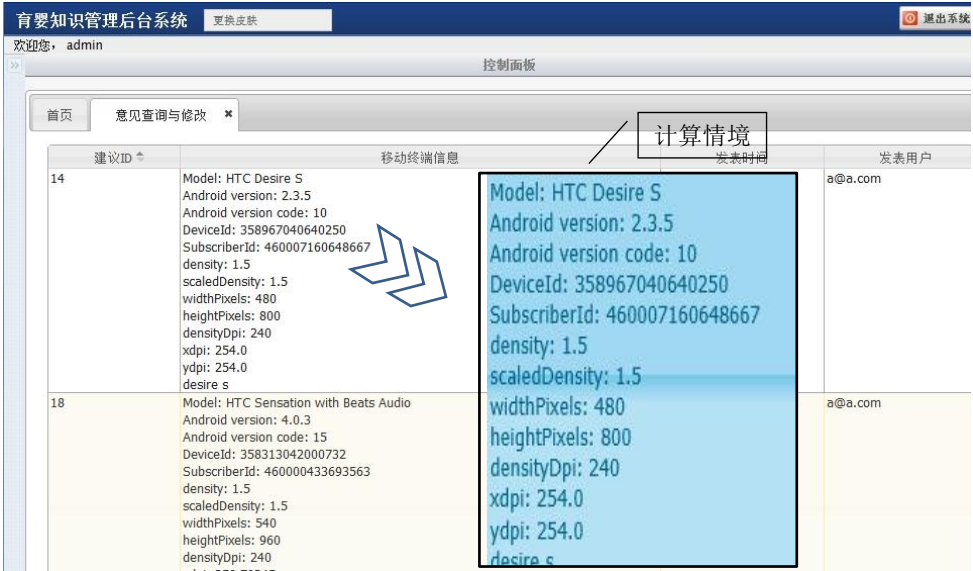 育婴知识管理后台系统 更换皮肤 退出系统
欢迎您， admin
控制面板
首页 意见查询与修改
计算情境
建议ID 移动终端信息 发表时间 发表用户
14
Model: HTC Desire S
Android version: 2.3.5
Android version code: 10
DeviceId: 358967040640250
SubscriberId: 460007160648667
density: 1.5
scaledDensity: 1.5
widthPixels: 480
heightPixels: 800
densityDpi: 240
xdpi: 254.0
ydpi: 254.0
desire s
Model: HTC Desire S
Android version: 2.3.5
Android version code: 10
DeviceId: 358967040640250
SubscriberId: 460007160648667
density: 1.5
scaledDensity: 1.5
widthPixels: 480
heightPixels: 800
densityDpi: 240
xdpi: 254.0
ydpi: 254.0
desire s
a@a.com
18
Model: HTC Sensation with Beats Audio
Android version: 4.0.3
Android version code: 15
DeviceId: 358313042000732
SubscriberId: 460000433693563
density: 1.5
scaledDensity: 1.5
widthPixels: 540
heightPixels: 960
densityDpi: 240
a@a.com